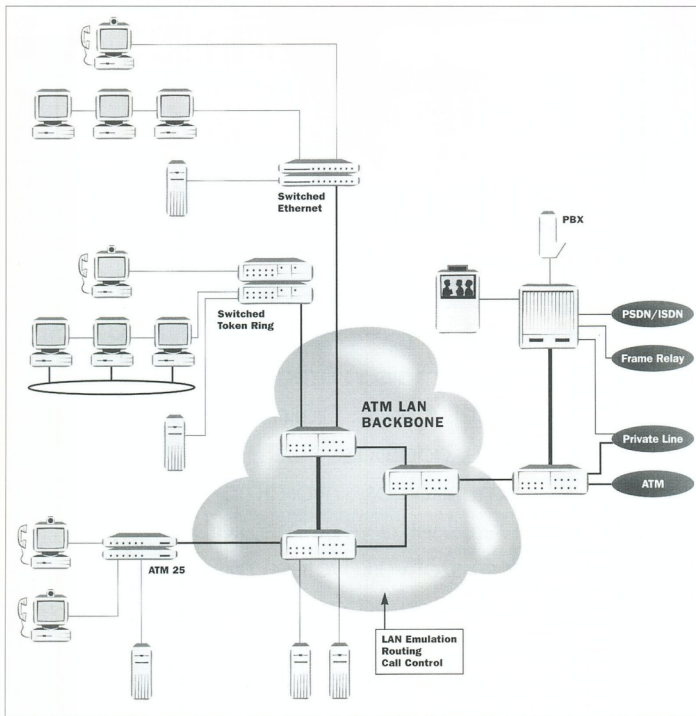 Switched
Ethernet
PBX
Switched
Token Ring
PSDN/ISDN
Frame Relay
ATM LAN
BACKBONE
Private Line
ATM
ATM 25
LAN Emulation
Routing
Call Control